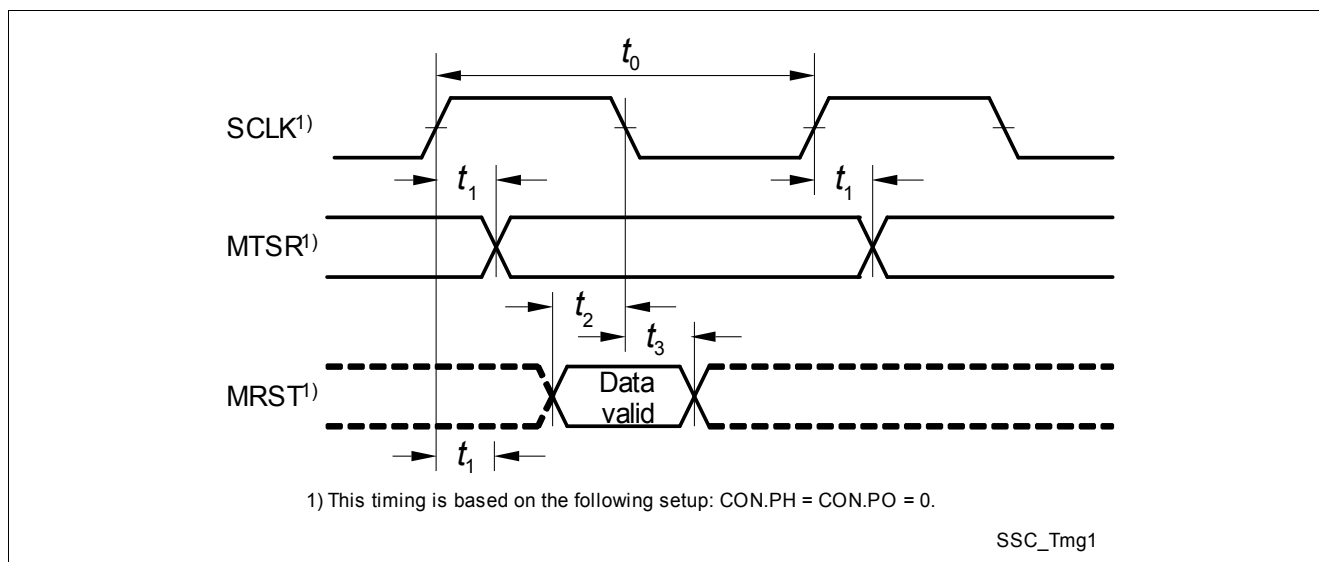 t0
SCLK1)
t1 t1
MTSR1)
t2
t3
MRST1) Data
valid
t1
1) This timing is based on the following setup: CON.PH = CON.PO = 0.
SSC_Tmg1